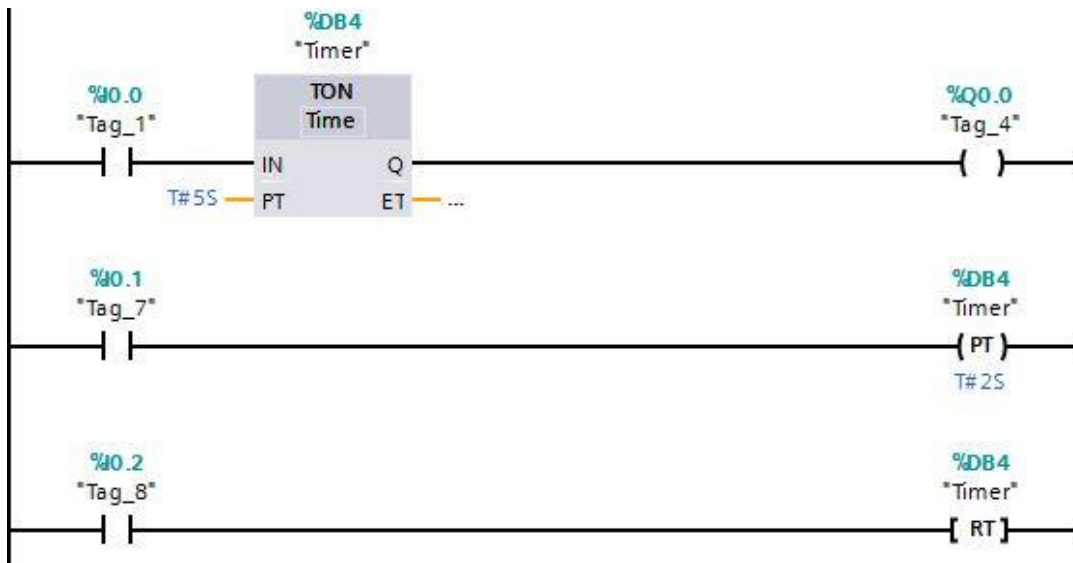 %DB4
"Timer"
%I0.0
"Tag_1"
TON
Time
%Q0.0
"Tag_4"
IN Q
T#5S PT ET ...
%I0.1
"Tag_7"
%DB4
"Timer"
PT
T#2S
%I0.2
"Tag_8"
%DB4
"Timer"
RT